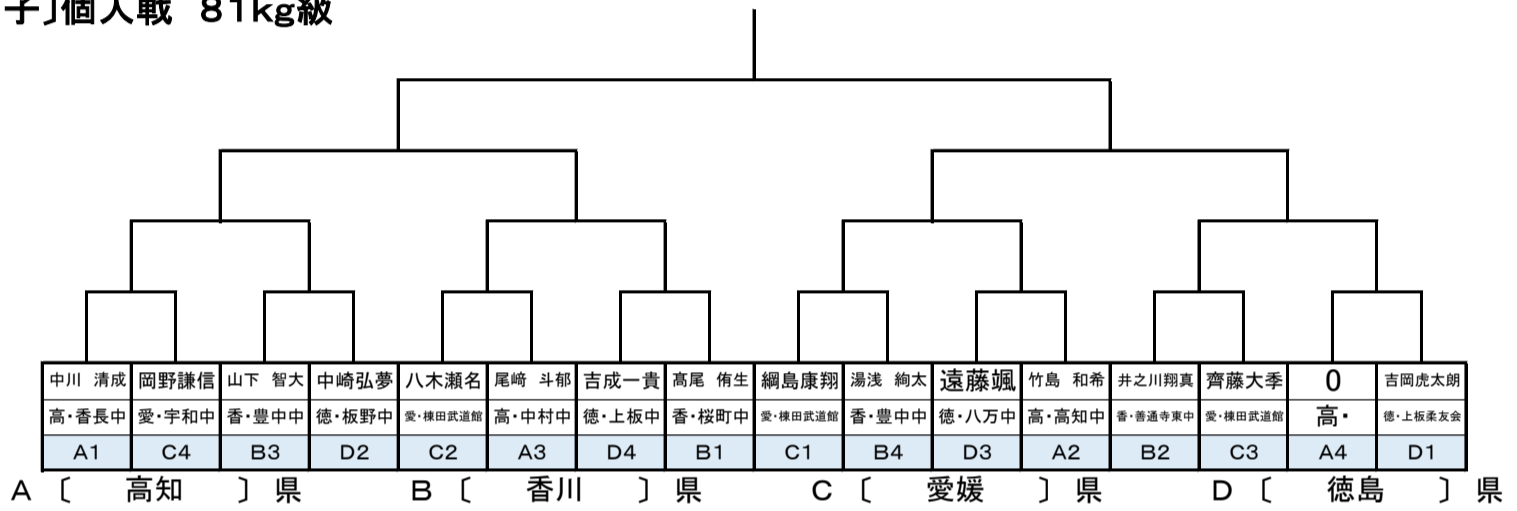 子」個人戦　81kg級
中川　清成 岡野謙信 山下　智大 中崎弘夢 八木瀬名 尾﨑　斗郁 吉成一貴 髙尾　侑生 綱島康翔 湯浅　絢太 遠藤颯 竹島　和希 井之川翔真 齊藤大季 0 吉岡虎太朗
高・香長中 愛・宇和中 香・豊中中 徳・板野中 愛・棟田武道館 高・中村中 徳・上板中 香・桜町中 愛・棟田武道館 香・豊中中 徳・八万中 高・高知中 香・善通寺東中 愛・棟田武道館 高・ 徳・上板柔友会
A1 C4 B3 D2 C2 A3 D4 B1 C1 B4 D3 A2 B2 C3 A4 D1
A〔　高知　〕県 B〔　香川　〕県 C〔　愛媛　〕県 D〔　徳島　〕県